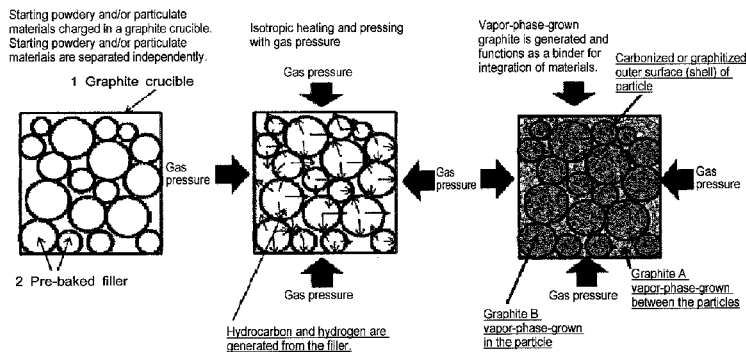 Starting powdery and/or particulate
materials charged in a graphite crucible.
Starting powdery and/or particulate
materials are separated independently.
1 Graphite crucible
2 Pre-baked filler
Isotropic heating and pressing
with gas pressure
Gas pressure
Gas
pressure
Gas pressure
Hydrocarbon and hydrogen are
generated from the filler.
Vapor-phase-grown
graphite is generated and
functions as a binder for
integration of materials.
Gas pressure
Carbonized or graphitized
outer surface (shell) of
particle
Gas
pressure
Gas
pressure
Gas pressure
Graphite A
vapor-phase-grown
between the particles
Graphite B
vapor-phase-grown
in the particle